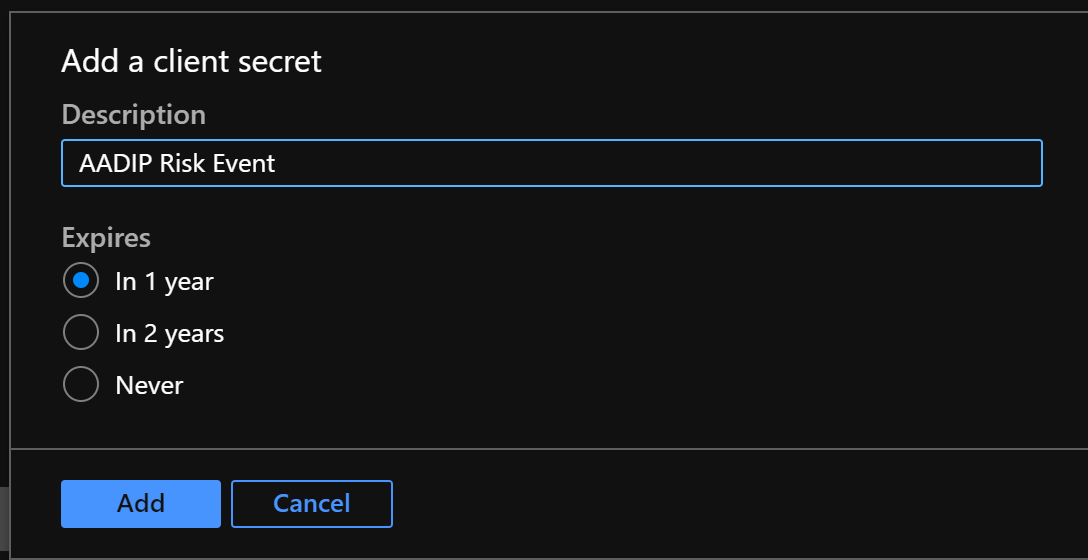 Add a client secret
Description
AADIP Risk Event
Expires
In 1 year
In 2 years
Never
Add
Cancel